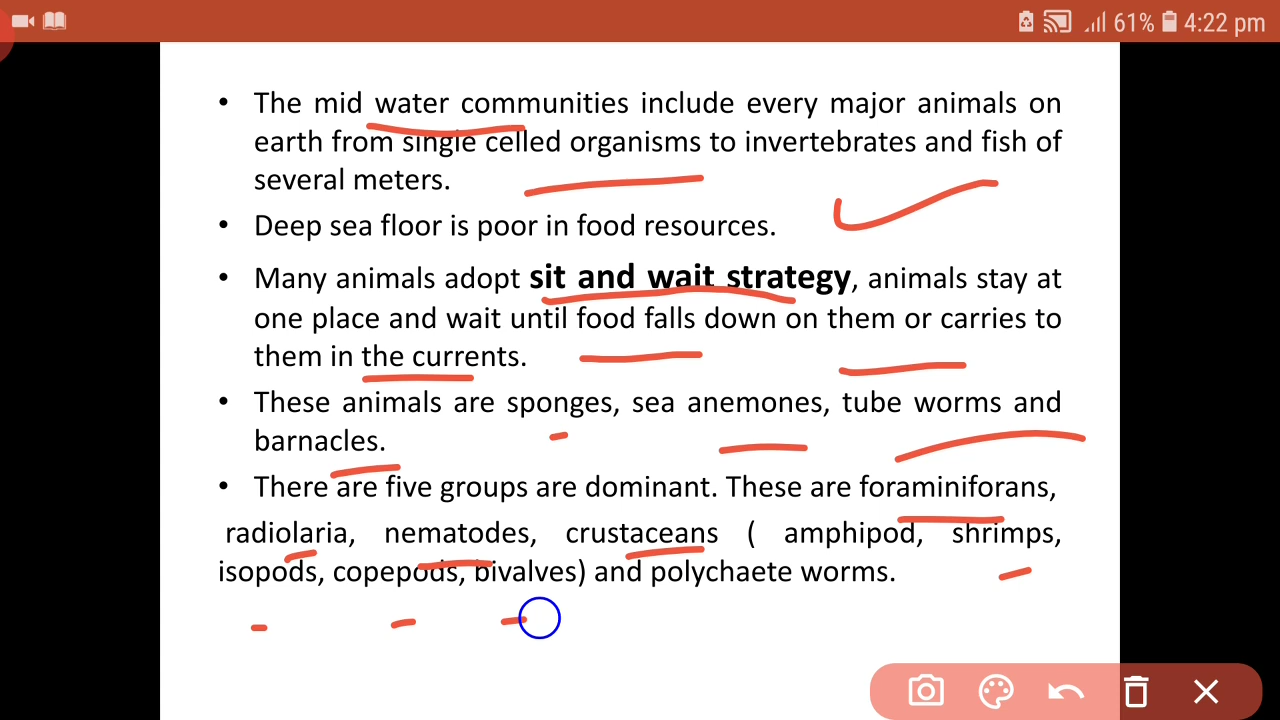 61% 4:22 pm
• The mid water communities include every major animals on
earth from single celled organisms to invertebrates and fish of
several meters.
• Deep sea floor is poor in food resources.
• Many animals adopt sit and wait strategy, animals stay at
one place and wait until food falls down on them or carries to
them in the currents.
• These animals are sponges, sea anemones, tube worms and
barnacles.
• There are five groups are dominant. These are foraminiforans,
radiolaria, nematodes, crustaceans ( amphipod, shrimps,
isopods, copepods, bivalves) and polychaete worms.